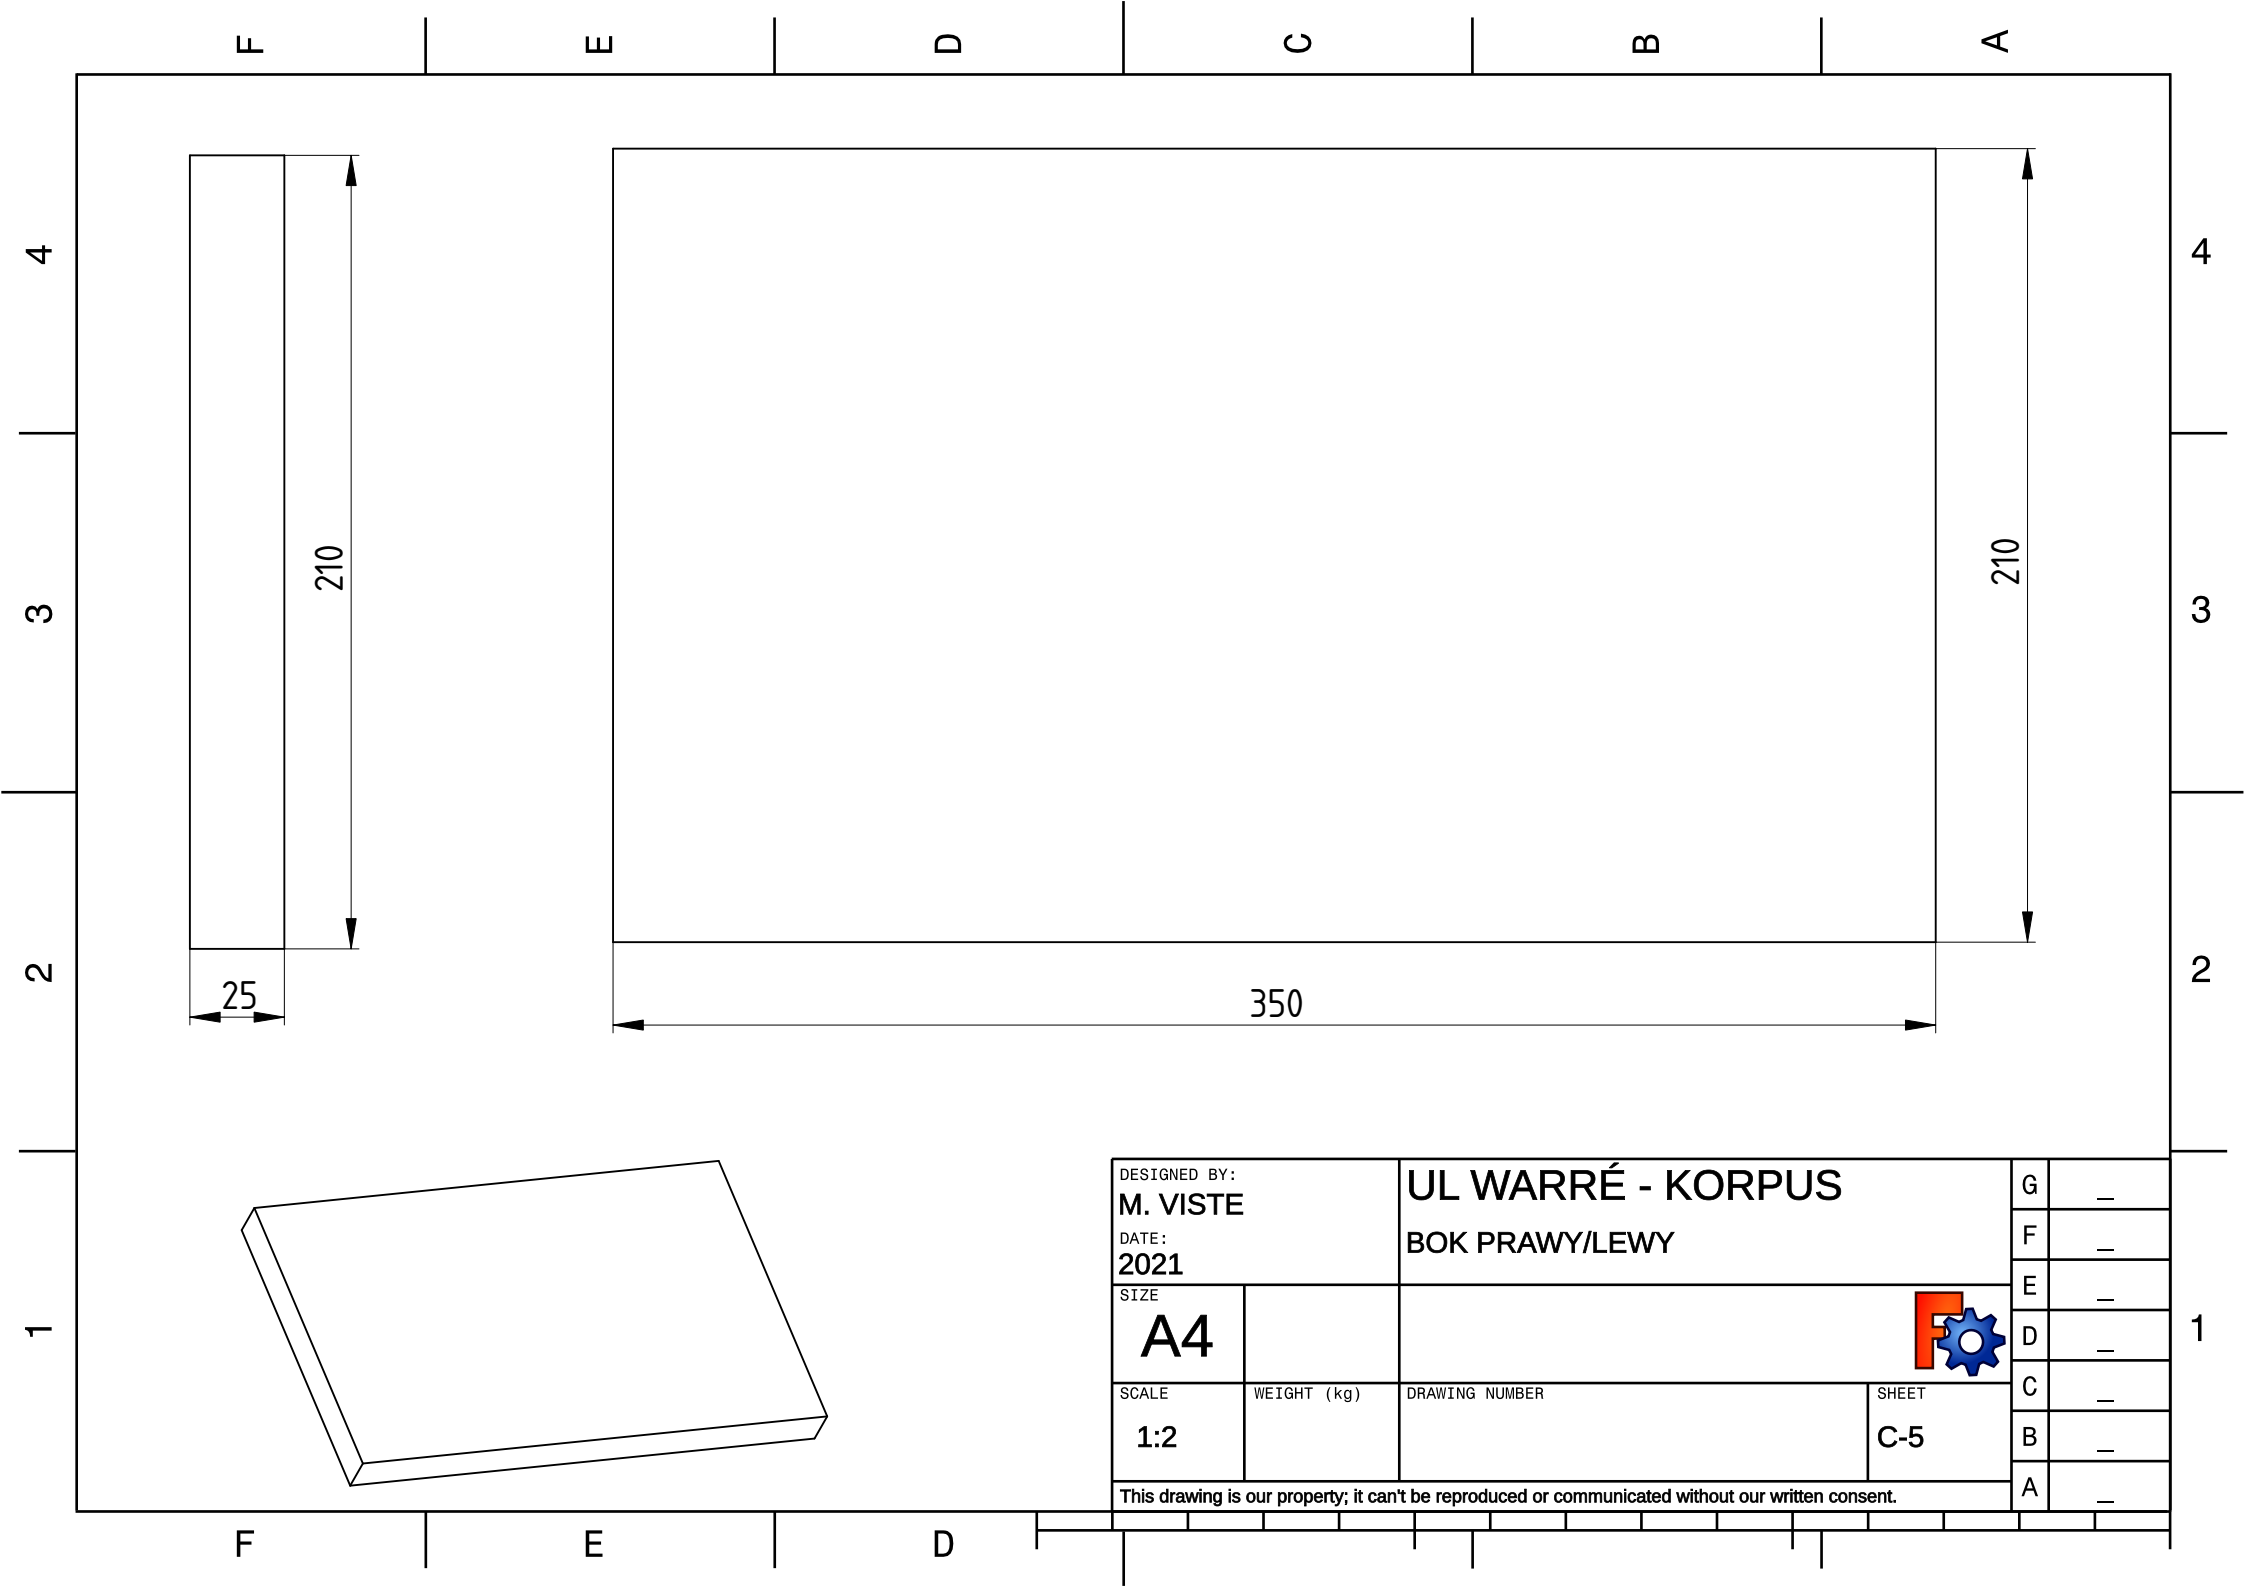 F E D C B A
4 4
210
210
3 3
2 2
25
350
DESIGNED BY:
M. VISTE
DATE:
2021
UL WARRÉ - KORPUS
BOK PRAWY/LEWY
SIZE
A4
SCALE
1:2
WEIGHT (kg)
DRAWING NUMBER
SHEET
C-5
This drawing is our property; it can't be reproduced or communicated without our written consent.
G _
F _
E _
D _
C _
B _
A _
1 1
F E D